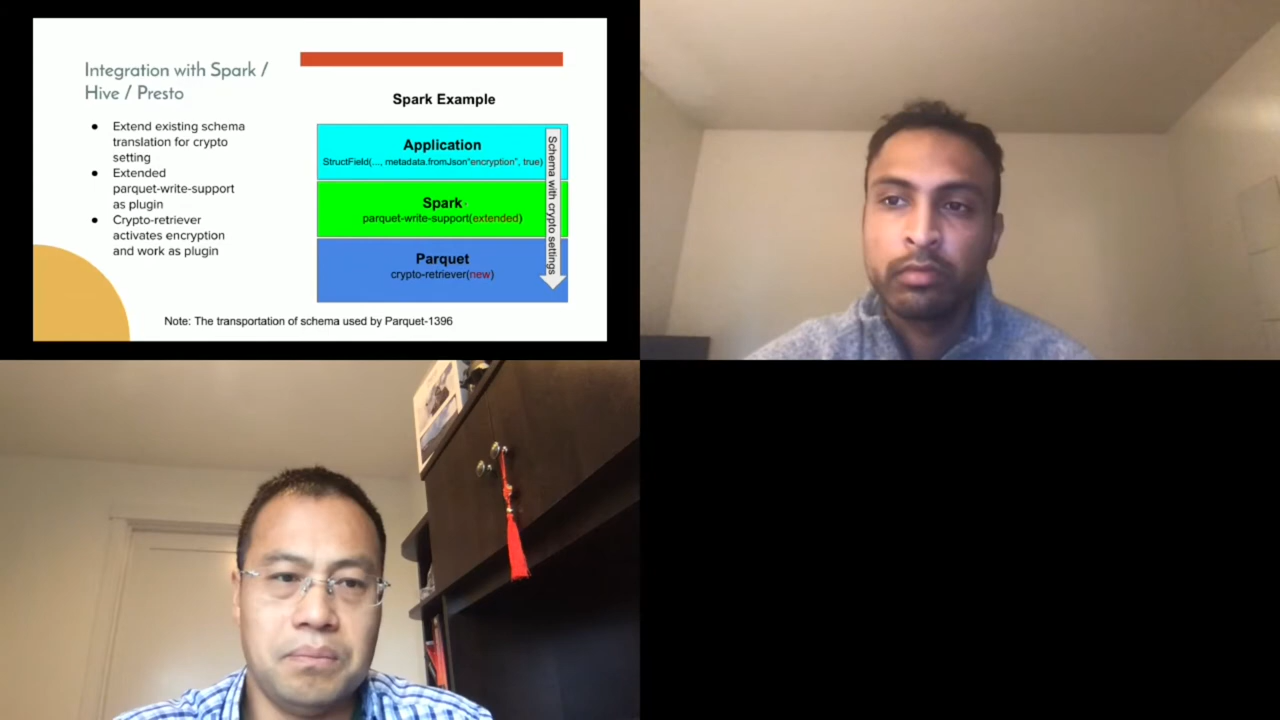 Integration with Spark /
Hive / Presto
● Extend existing schema
translation for crypto
setting
● Extended
parquet-write-support
as plugin
● Crypto-retriever
activates encryption
and work as plugin
Spark Example
Application
StructField(..., metadata.fromJson“encryption”, true)
Spark
parquet-write-support(extended)
Parquet
crypto-retriever(new)
Schema with crypto settings
Note: The transportation of schema used by Parquet-1396